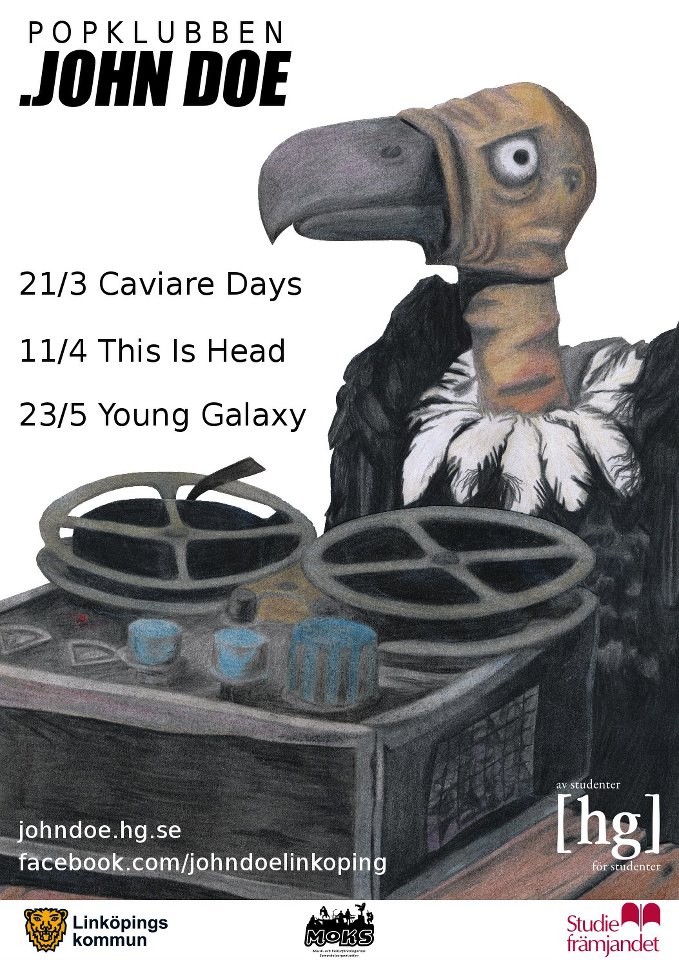 POPKLUBBEN
.JOHN DOE
21/3 Caviare Days
11/4 This Is Head
23/5 Young Galaxy
johndoe.hg.se
facebook.com/johndoelinkoping
av studenter
[hg]
för studenter
Linköpings
kommun
MOKS
Studie
främjandet